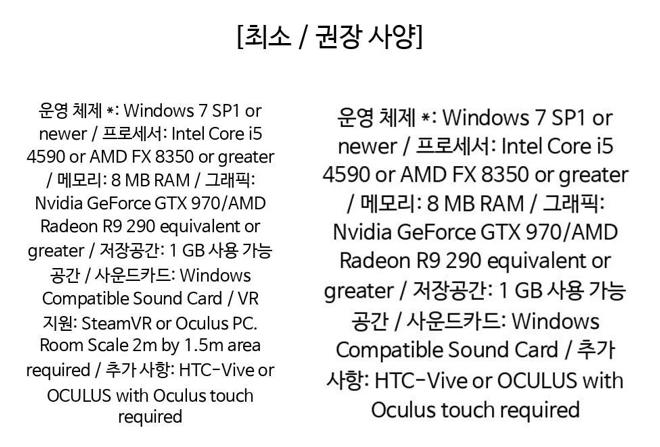 [최소 / 권장 사양]
운영 체제 *: Windows 7 SP1 or
newer / 프로세서: Intel Core i5
4590 or AMD FX 8350 or greater
/ 메모리: 8 MB RAM / 그래픽:
Nvidia GeForce GTX 970/AMD
Radeon R9 290 equivalent or
greater / 저장공간: 1 GB 사용 가능
공간 / 사운드카드: Windows
Compatible Sound Card / VR
지원: SteamVR or Oculus PC.
Room Scale 2m by 1.5m area
required / 추가 사항: HTC-Vive or
OCULUS with Oculus touch
required
운영 체제 *: Windows 7 SP1 or
newer / 프로세서: Intel Core i5
4590 or AMD FX 8350 or greater
/ 메모리: 8 MB RAM / 그래픽:
Nvidia GeForce GTX 970/AMD
Radeon R9 290 equivalent or
greater / 저장공간: 1 GB 사용 가능
공간 / 사운드카드: Windows
Compatible Sound Card / 추가
사항: HTC-Vive or OCULUS with
Oculus touch required